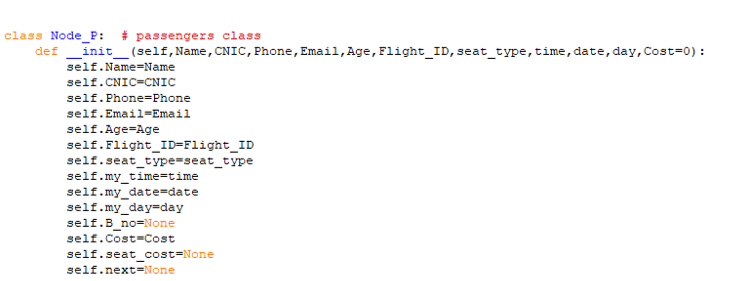 class Node_P:  # passengers class
    def __init__(self,Name,CNIC,Phone,Email,Age,Flight_ID,seat_type,time,date,day,Cost=0):
        self.Name=Name
        self.CNIC=CNIC
        self.Phone=Phone
        self.Email=Email
        self.Age=Age
        self.Flight_ID=Flight_ID
        self.seat_type=seat_type
        self.my_time=time
        self.my_date=date
        self.my_day=day
        self.B_no=None
        self.Cost=Cost
        self.seat_cost=None
        self.next=None